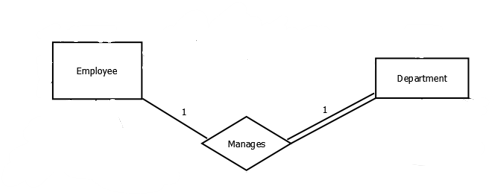 Employee
Department
1
1
Manages